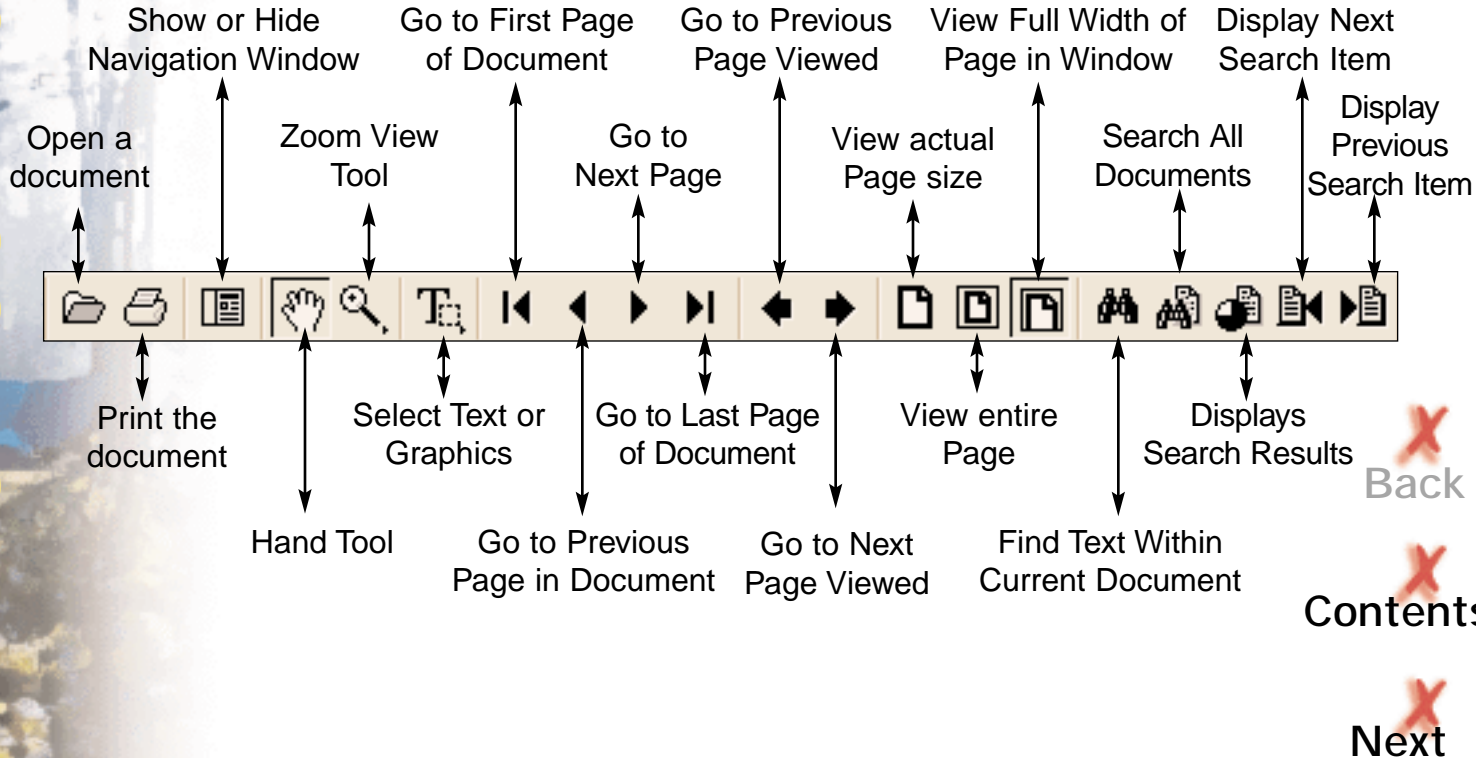 Show or Hide
Navigation Window
Go to First Page
of Document
Go to Previous
Page Viewed
View Full Width of
Page in Window
Display Next
Search Item
Open a
document
Zoom View
Tool
Go to
Next Page
View actual
Page size
Search All
Documents
Display
Previous
Search Item
Print the
document
Select Text or
Graphics
Go to Last Page
of Document
View entire
Page
Displays
Search Results
Back
Hand Tool
Go to Previous
Page in Document
Go to Next
Page Viewed
Find Text Within
Current Document
Contents
Next